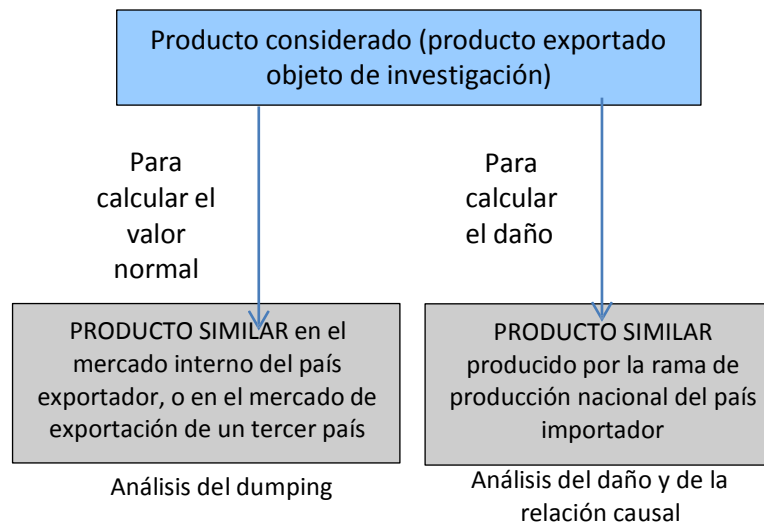 Producto considerado (producto exportado
objeto de investigación)
Para
calcular el
valor
normal
Para
calcular
el daño
PRODUCTO SIMILAR en el
mercado interno del país
exportador, o en el mercado de
exportación de un tercer país
PRODUCTO SIMILAR
producido por la rama de
producción nacional del país
importador
Análisis del dumping
Análisis del daño y de la
relación causal